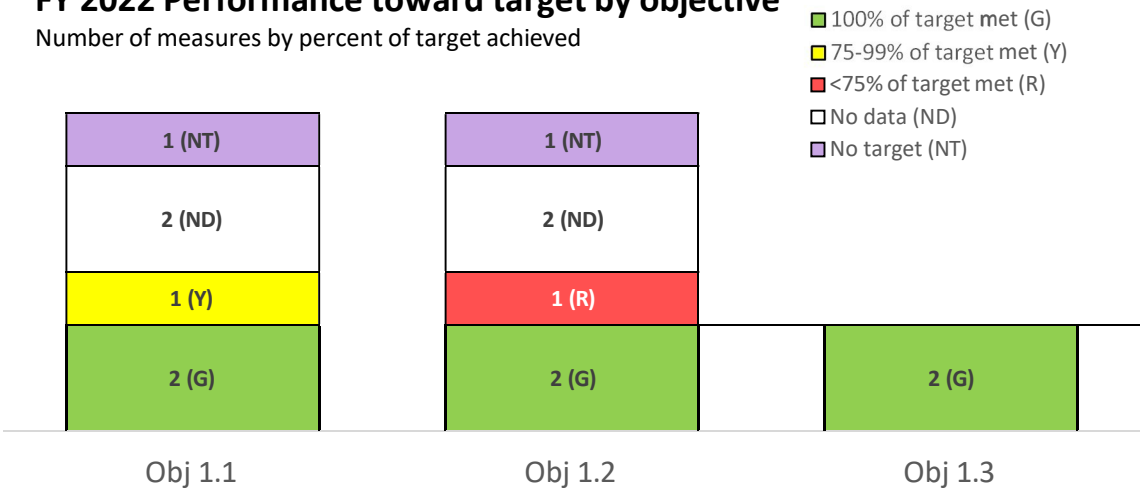 FY 2022 Performance toward target by objective
Number of measures by percent of target achieved
100% of target met (G)
75-99% of target met (Y)
<75% of target met (R)
No data (ND)
No target (NT)
1 (NT)
1 (NT)
2 (ND)
2 (ND)
1 (Y)
1 (R)
2 (G)
2 (G)
2 (G)
Obj 1.1
Obj 1.2
Obj 1.3